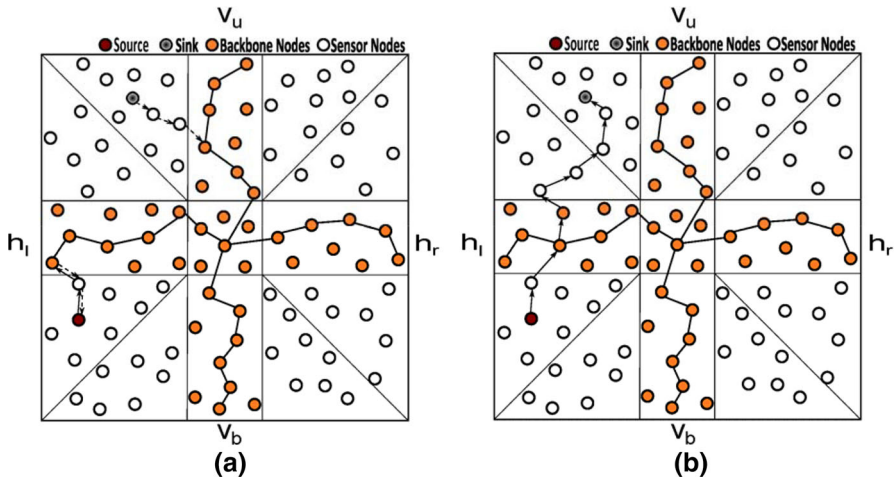 Vu Vu
Source Sink Backbone Nodes Sensor Nodes Source Sink Backbone Nodes Sensor Nodes
hl hr hl hr
Vb Vb
(a) (b)